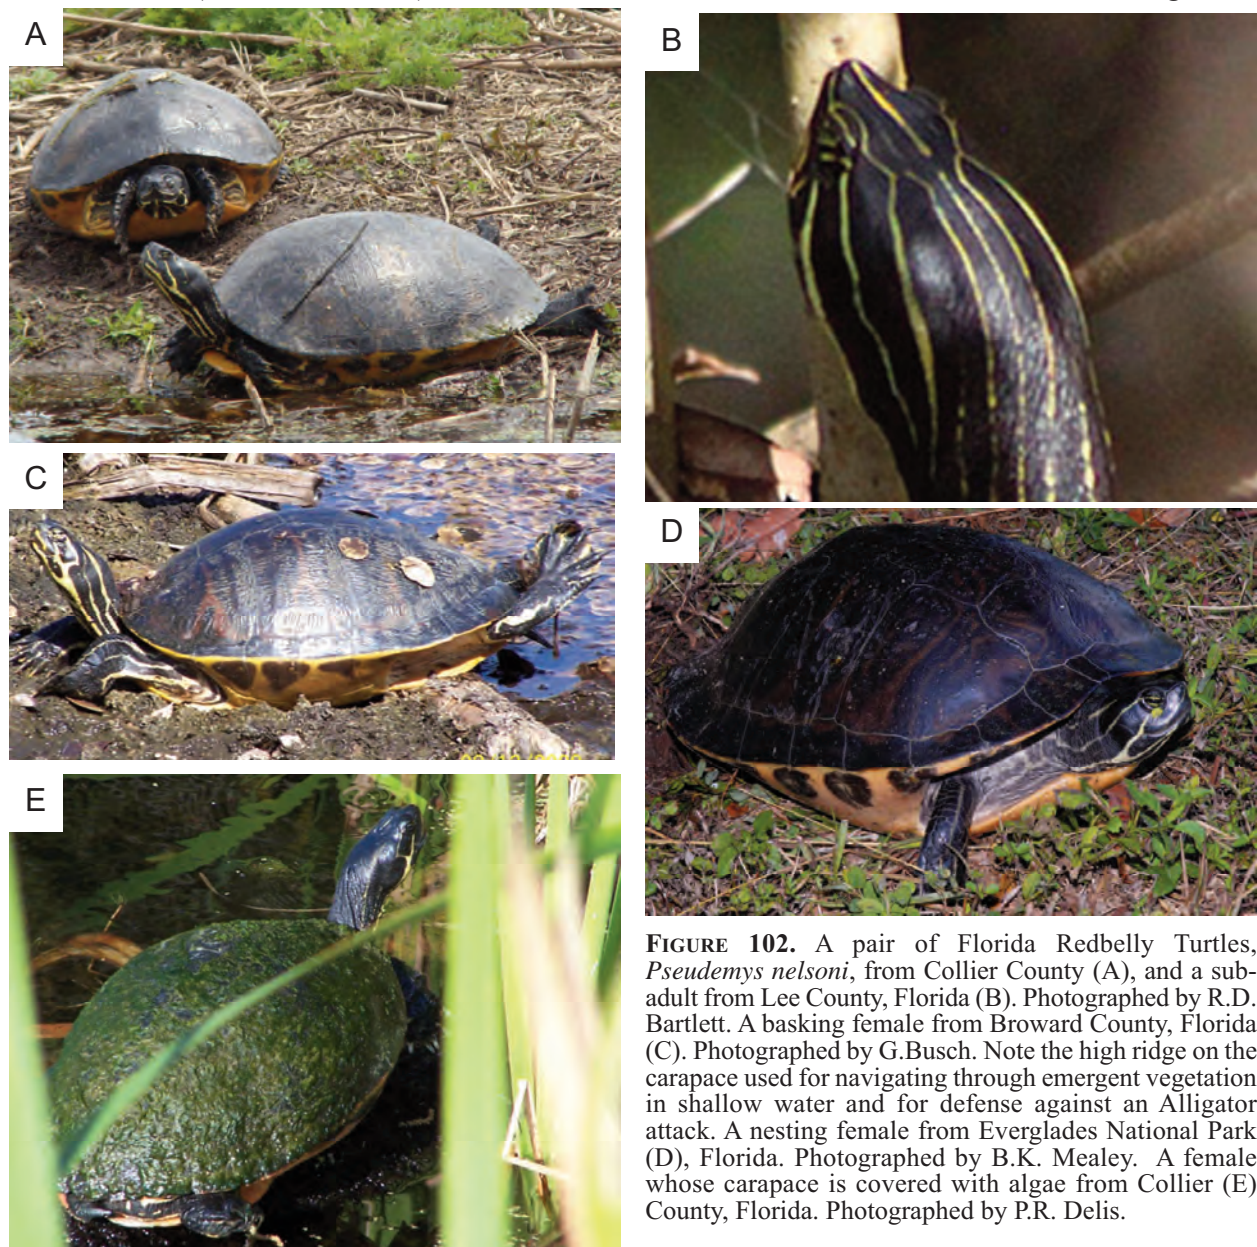 A
B
C
D
E
FIGURE 102. A pair of Florida Redbelly Turtles,
Pseudemys nelsoni, from Collier County (A), and a sub-
adult from Lee County, Florida (B). Photographed by R.D.
Bartlett. A basking female from Broward County, Florida
(C). Photographed by G.Busch. Note the high ridge on the
carapace used for navigating through emergent vegetation
in shallow water and for defense against an Alligator
attack. A nesting female from Everglades National Park
(D), Florida. Photographed by B.K. Mealey. A female
whose carapace is covered with algae from Collier (E)
County, Florida. Photographed by P.R. Delis.